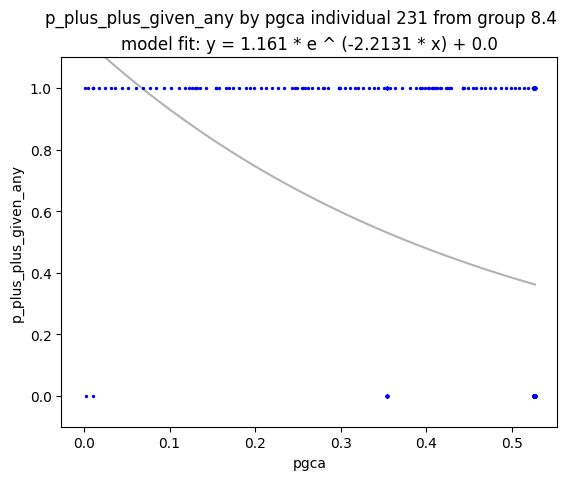 p_plus_plus_given_any by pgca individual 231 from group 8.4
model fit: y = 1.161 * e ^ (-2.2131 * x) + 0.0
1.0
0.8
0.6
0.4
0.2
0.0
p_plus_plus_given_any
0.0 0.1 0.2 0.3 0.4 0.5
pgca